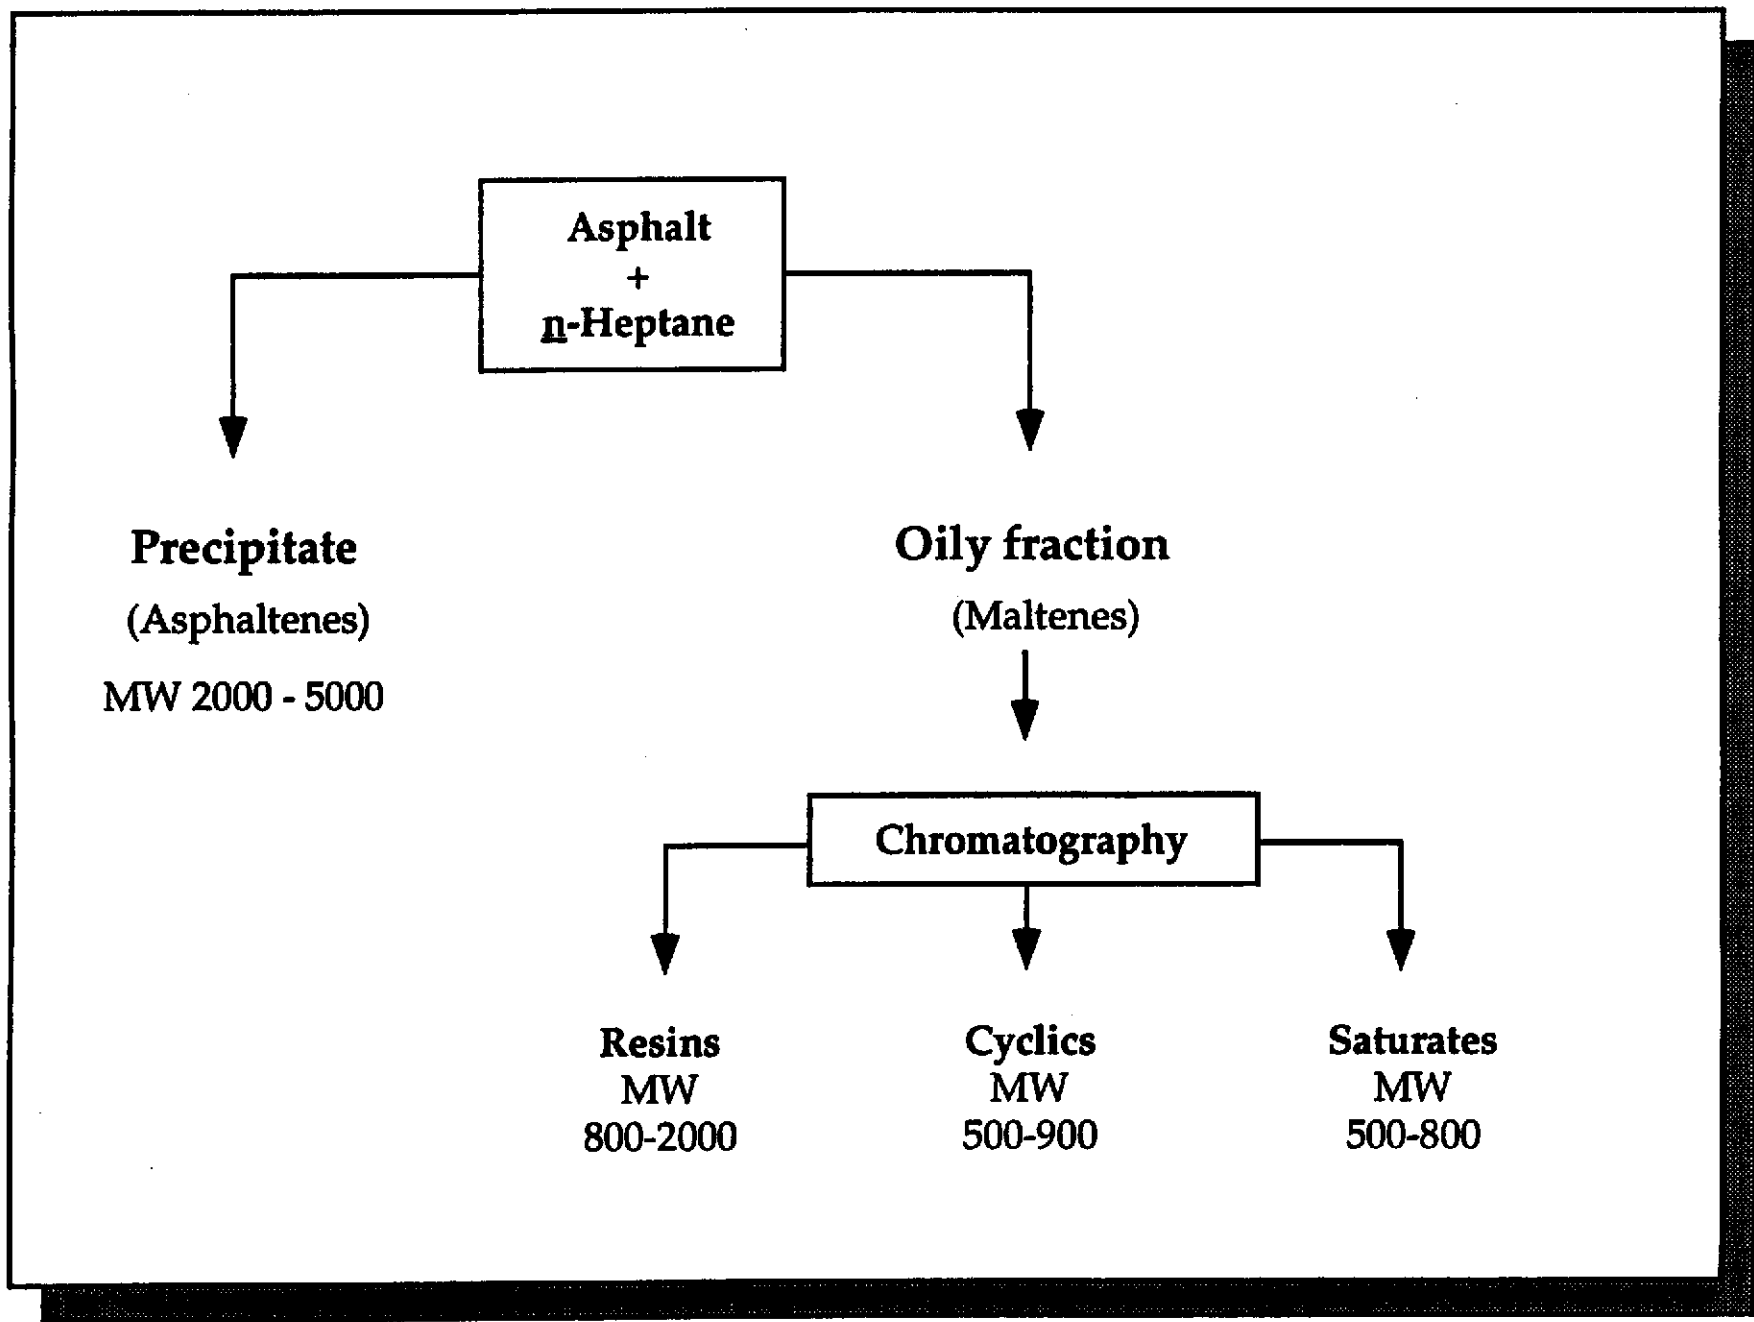 Asphalt
+
n-Heptane
Precipitate
(Asphaltenes)
MW 2000 - 5000
Oily fraction
(Maltenes)
Chromatography
Resins
MW
800-2000
Cyclics
MW
500-900
Saturates
MW
500-800